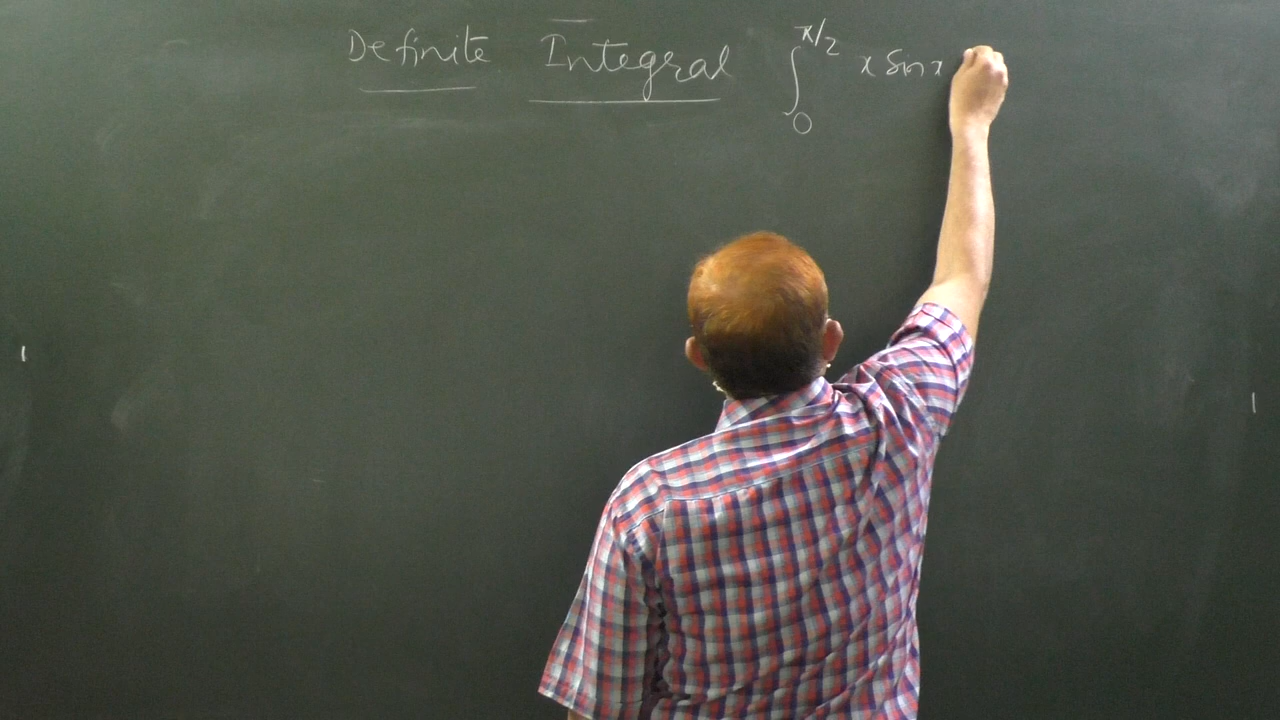 Definite Integral ∫₀^π/2 x Sin x